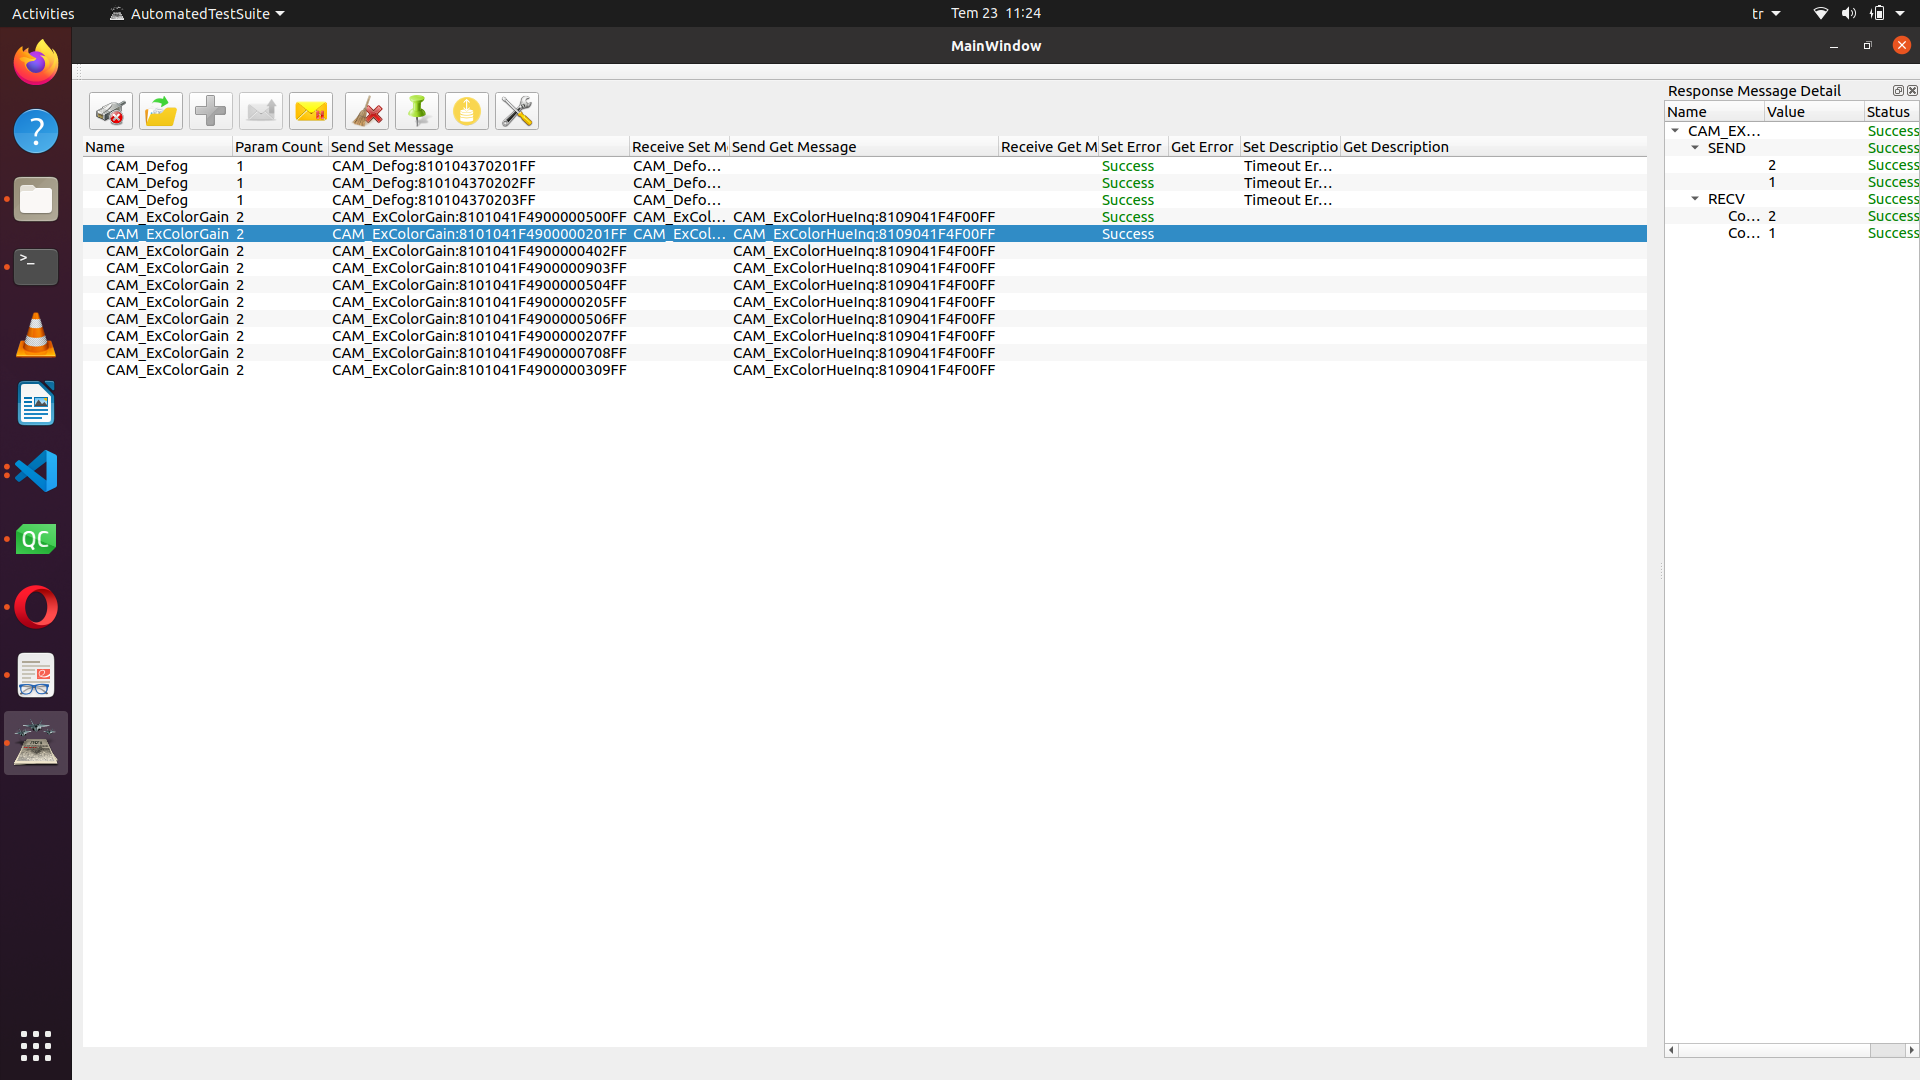 Activities AutomatedTestSuite Tem 23 11:24 tr
MainWindow
Response Message Detail
Name Value Status
CAM_EX... Success
SEND Success
2 Success
1 Success
RECV Success
Co... 2 Success
Co... 1 Success
Name Param Count Send Set Message Receive Set M Send Get Message Receive Get M Set Error Get Error Set Descriptio Get Description
CAM_Defog 1 CAM_Defog:810104370201FF CAM_Defo... Success Timeout Er...
CAM_Defog 1 CAM_Defog:810104370202FF CAM_Defo... Success Timeout Er...
CAM_Defog 1 CAM_Defog:810104370203FF CAM_Defo... Success Timeout Er...
CAM_ExColorGain 2 CAM_ExColorGain:8101041F4900000500FF CAM_ExCol... CAM_ExColorHueInq:8109041F4F00FF Success
CAM_ExColorGain 2 CAM_ExColorGain:8101041F4900000201FF CAM_ExCol... CAM_ExColorHueInq:8109041F4F00FF Success
CAM_ExColorGain 2 CAM_ExColorGain:8101041F4900000402FF CAM_ExColorHueInq:8109041F4F00FF
CAM_ExColorGain 2 CAM_ExColorGain:8101041F4900000903FF CAM_ExColorHueInq:8109041F4F00FF
CAM_ExColorGain 2 CAM_ExColorGain:8101041F4900000504FF CAM_ExColorHueInq:8109041F4F00FF
CAM_ExColorGain 2 CAM_ExColorGain:8101041F4900000205FF CAM_ExColorHueInq:8109041F4F00FF
CAM_ExColorGain 2 CAM_ExColorGain:8101041F4900000506FF CAM_ExColorHueInq:8109041F4F00FF
CAM_ExColorGain 2 CAM_ExColorGain:8101041F4900000207FF CAM_ExColorHueInq:8109041F4F00FF
CAM_ExColorGain 2 CAM_ExColorGain:8101041F4900000708FF CAM_ExColorHueInq:8109041F4F00FF
CAM_ExColorGain 2 CAM_ExColorGain:8101041F4900000309FF CAM_ExColorHueInq:8109041F4F00FF
QC